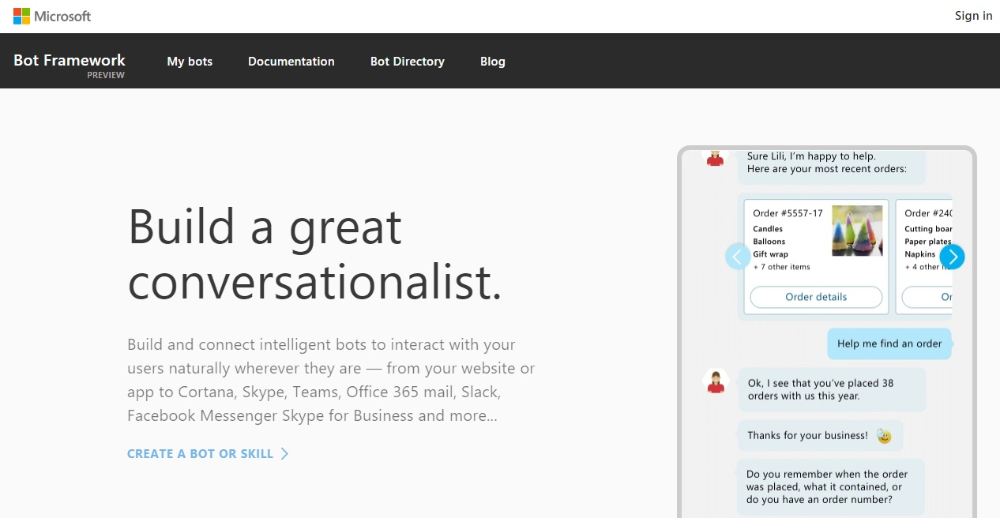 Microsoft
Sign in
Bot Framework
PREVIEW
My bots
Documentation
Bot Directory
Blog
Build a great
conversationalist.
Build and connect intelligent bots to interact with your
users naturally wherever they are — from your website or
app to Cortana, Skype, Teams, Office 365 mail, Slack,
Facebook Messenger Skype for Business and more...
CREATE A BOT OR SKILL
Sure Lili, I'm happy to help.
Here are your most recent orders:
Order #5557-17
Candles
Balloons
Gift wrap
+ 7 other items
Order details
Order #240
Cutting boar
Paper plates
Napkins
+ 4 other
Help me find an order
Ok, I see that you've placed 38
orders with us this year.
Thanks for your business!
Do you remember when the order
was placed, what it contained, or
do you have an order number?